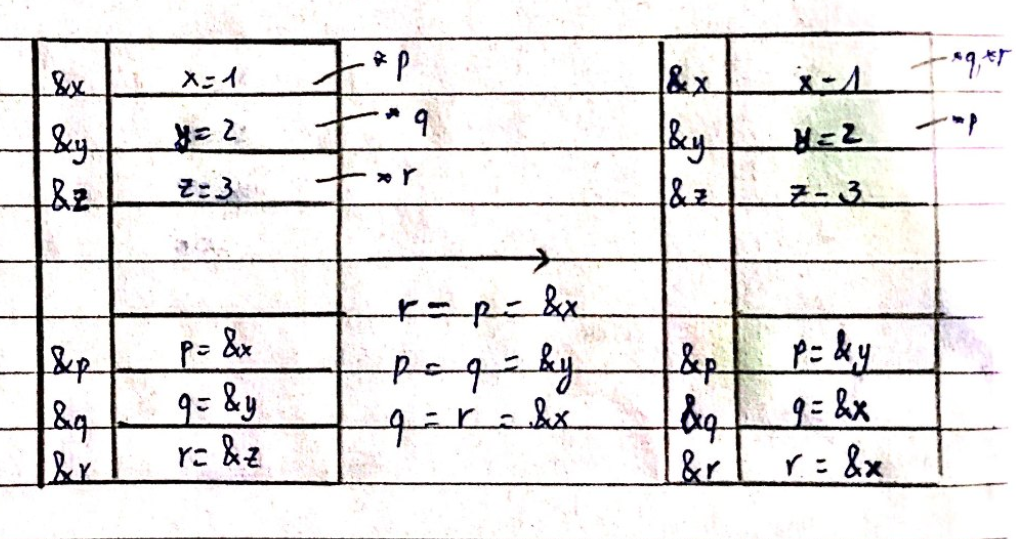 &x x=1 *p
&y y=2 *q
&z z=3 *r
&p p=&x
&q q=&y
&r r=&z
r = p = &x
p = q = &y
q = r = &x
&x x=1 *q,*r
&y y=2 *p
&z z=3
&p p=&y
&q q=&x
&r r=&x